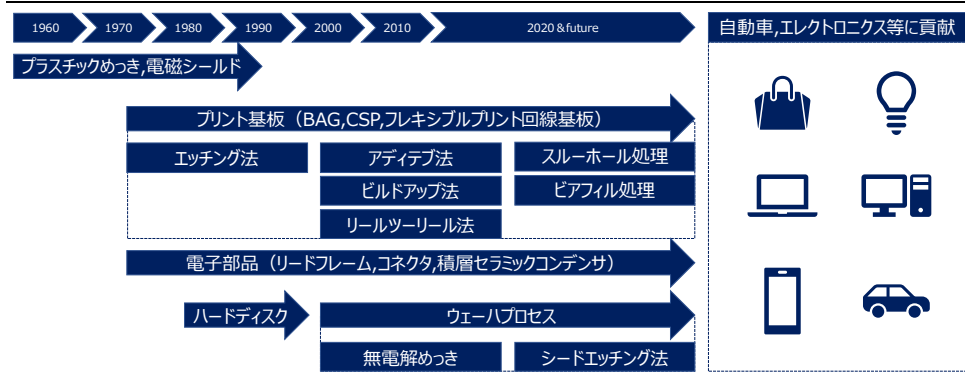 1960
1970
1980
1990
2000
2010
2020&future
自動車,エレクトロニクス等に貢献
プラスチックめっき,電磁シールド
プリント基板（BAG,CSP,フレキシブルプリント回線基板）
エッチング法
アディテブ法
スルーホール処理
ビルドアップ法
ビアフィル処理
リールツーリール法
電子部品（リードフレーム,コネクタ,積層セラミックコンデンサ）
ハードディスク
ウェーハプロセス
無電解めっき
シードエッチング法